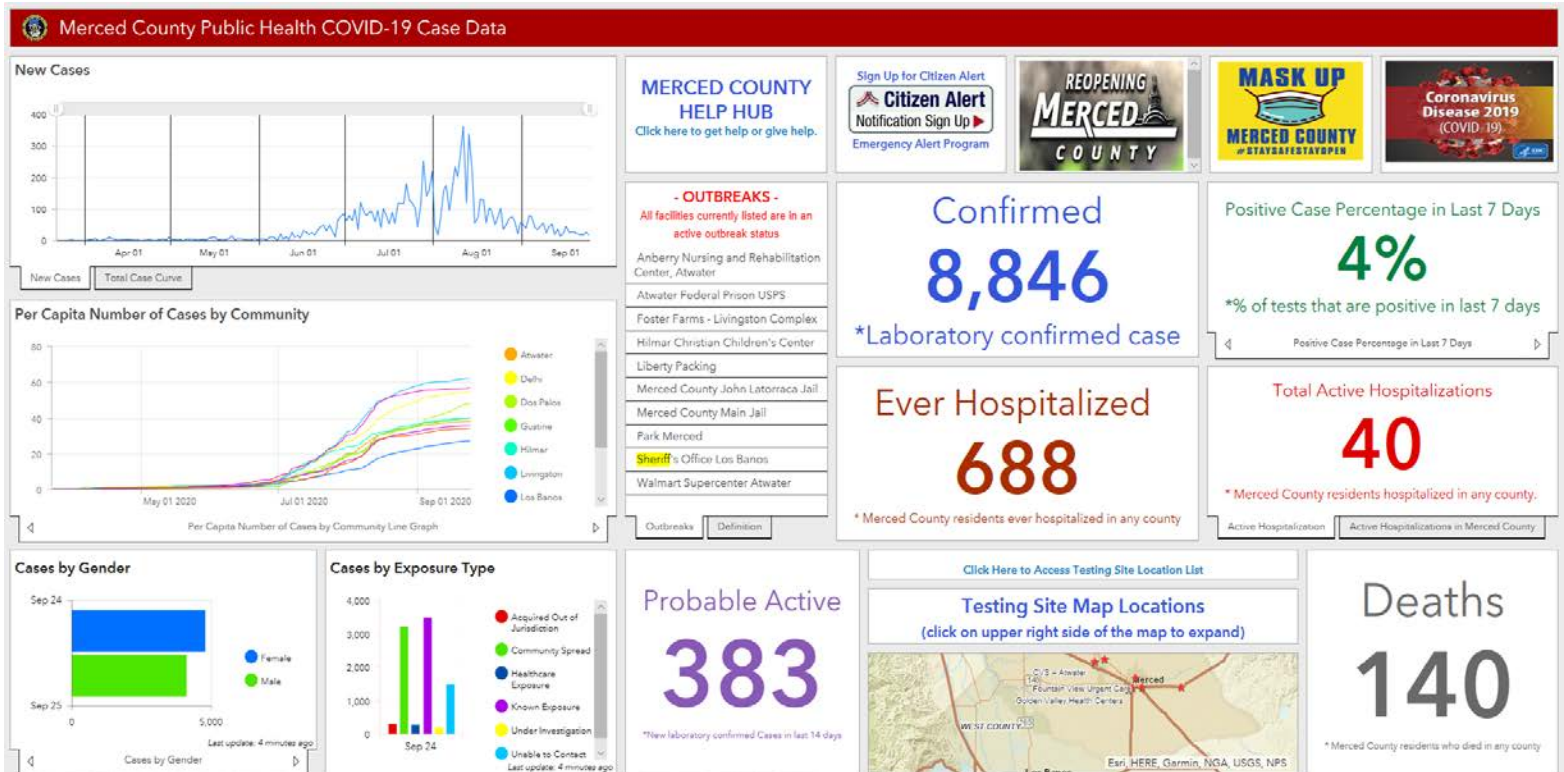 Merced County Public Health COVID-19 Case Data
New Cases
400
300
200
100
0
Apr 01
May 01
Jun 01
Jul 01
Aug 01
Sep 01
New Cases
Total Case Curve
MERCED COUNTY
HELP HUB
Click here to get help or give help.
Sign Up for Citizen Alert
Citizen Alert
Notification Sign Up
Emergency Alert Program
REOPENING
MERCED
COUNTY
MASK UP
MERCED COUNTY
#STAYSAFESTAYOPEN
Coronavirus
Disease 2019
(COVID-19)
CDC
Per Capita Number of Cases by Community
80
60
40
20
0
May 01 2020
Jul 01 2020
Sep 01 2020
Atwater
Delhi
Dos Palos
Gustine
Hilmar
Livingston
Los Banos
Per Capita Number of Cases by Community Line Graph
- OUTBREAKS -
All facilities currently listed are in an
active outbreak status
Anberry Nursing and Rehabilitation
Center, Atwater
Atwater Federal Prison USPS
Foster Farms - Livingston Complex
Hilmar Christian Children's Center
Liberty Packing
Merced County John Latorraca Jail
Merced County Main Jail
Park Merced
Sheriff's Office Los Banos
Walmart Supercenter Atwater
Outbreaks
Definition
Confirmed
8,846
*Laboratory confirmed case
Positive Case Percentage in Last 7 Days
4%
*% of tests that are positive in last 7 days
Positive Case Percentage in Last 7 Days
Ever Hospitalized
688
* Merced County residents ever hospitalized in any county
Total Active Hospitalizations
40
* Merced County residents hospitalized in any county.
Active Hospitalization
Active Hospitalizations in Merced County
Cases by Gender
Sep 24
Sep 25
0
5,000
Female
Male
Last update: 4 minutes ago
Cases by Gender
Cases by Exposure Type
4,000
3,000
2,000
1,000
0
Sep 24
Acquired Out of
Jurisdiction
Community Spread
Healthcare
Exposure
Known Exposure
Under Investigation
Unable to Contact
Last update: 4 minutes ago
Probable Active
383
*New laboratory confirmed Cases in last 14 days
Click Here to Access Testing Site Location List
Testing Site Map Locations
(click on upper right side of the map to expand)
CVS - Atwater
Fountain View Urgent Care
Golden Valley Health Centers
Merced
WEST COUNTY
Esri, HERE, Garmin, NGA, USGS, NPS
Deaths
140
* Merced County residents who died in any county